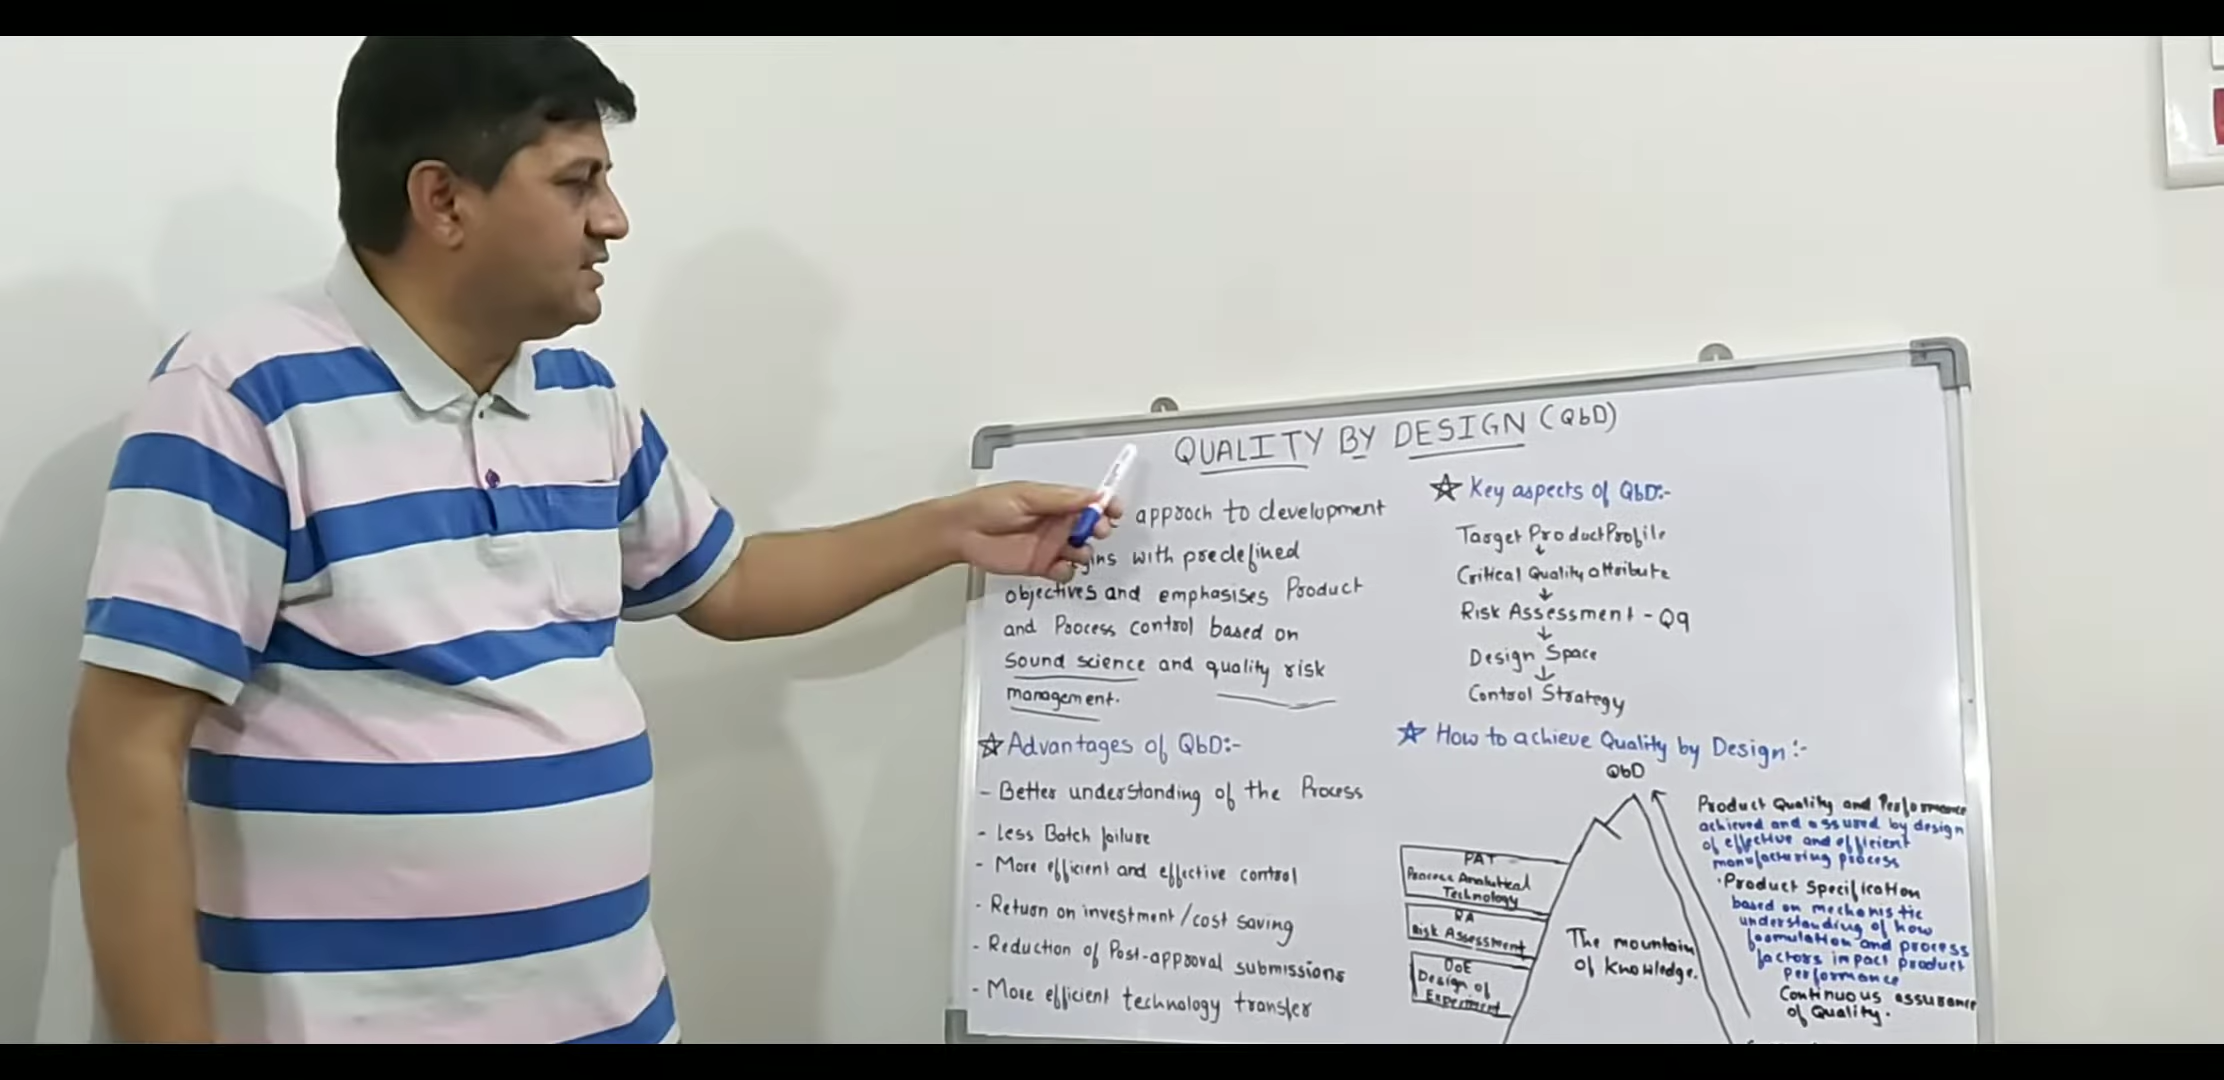 QUALITY BY DESIGN (QbD)
approch to development
with predefined
objectives and emphasises Product
and Process control based on
Sound science and quality risk
management.
☆ Advantages of QbD:-
- Better understanding of the Process
- Less Batch failure
- More efficient and effective control
- Return on investment/cost saving
- Reduction of Post-approval submissions
- More efficient technology transfer
☆ Key aspects of QbD:-
Target Product Profile
↓
Critical Quality attribute
↓
Risk Assessment - Q9
↓
Design Space
↓
Control Strategy
☆ How to achieve Quality by Design:-
QbD
PAT
Process Analytical
Technology
RA
Risk Assessment
DoE
Design of
Experiment
The mountain
of Knowledge.
Product Quality and Performance
achieved and assured by design
of effective and efficient
manufacturing process
· Product Specification
based on mechanistic
understanding of how
formulation and process
factors impact product
Performance
Continuous assurance
of Quality.